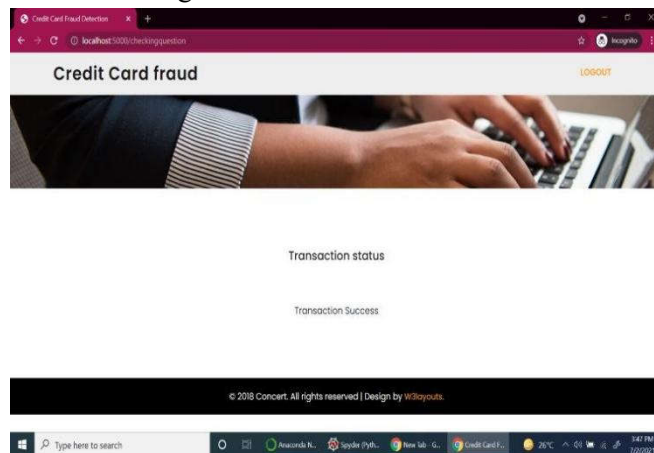 Credit Card Fraud Detection
localhost:5000/checkingquestion
Incognito
Credit Card fraud
LOGOUT
Transaction status
Transaction Success
© 2018 Concert. All rights reserved | Design by W3layouts.
Type here to search
Anaconda N..
Spyder (Pyth..
New Tab - G..
Credit Card F..
26°C
3:47 PM